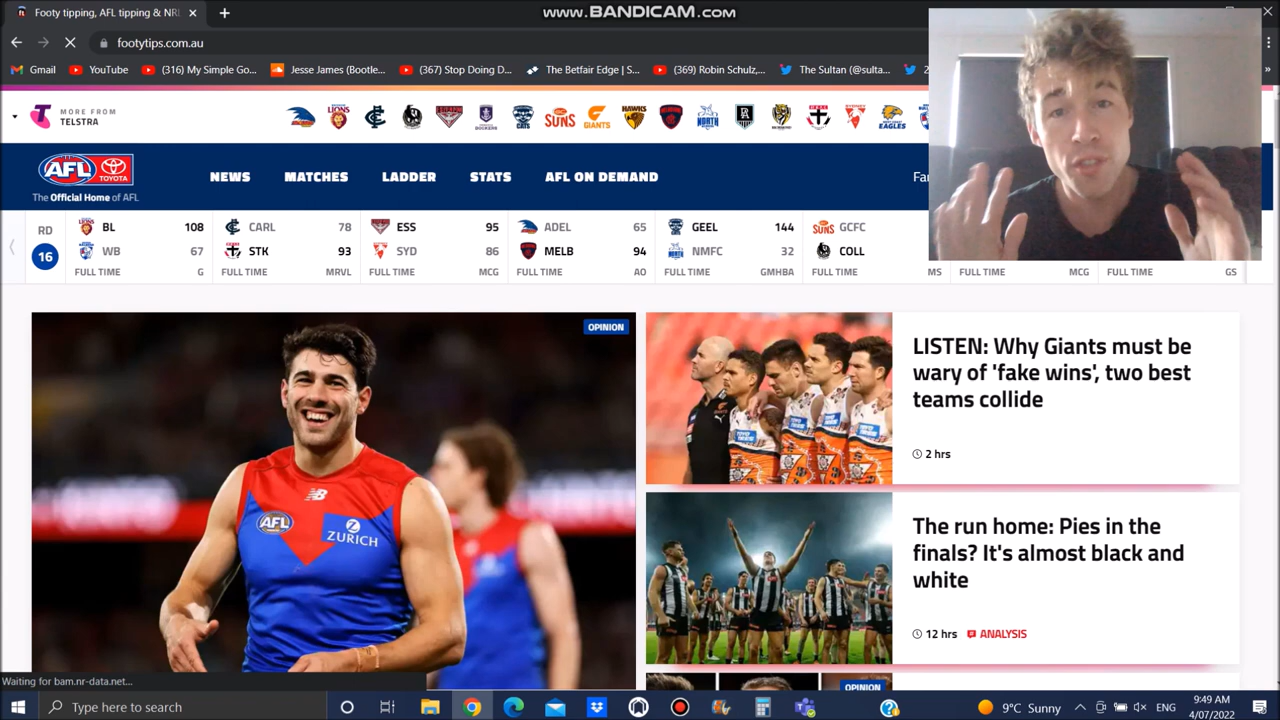 Footy tipping, AFL tipping & NRL
www.BANDICAM.com
footytips.com.au
Gmail
YouTube
(316) My Simple Go...
Jesse James (Bootle...
(367) Stop Doing D...
The Betfair Edge | S...
(369) Robin Schulz,...
The Sultan (@sulta...
MORE FROM
TELSTRA
LIONS
CATS
SUNS
GIANTS
HAWKS
NORTH
SYDNEY
EAGLES
AFL TOYOTA
The Official Home of AFL
NEWS
MATCHES
LADDER
STATS
AFL ON DEMAND
Fa
RD
16
BL 108
WB 67
FULL TIME G
CARL 78
STK 93
FULL TIME MRVL
ESS 95
SYD 86
FULL TIME MCG
ADEL 65
MELB 94
FULL TIME AO
GEEL 144
NMFC 32
FULL TIME GMHBA
GCFC
COLL
FULL TIME MS
FULL TIME MCG
FULL TIME GS
OPINION
AFL
ZURICH
LISTEN: Why Giants must be
wary of 'fake wins', two best
teams collide
2 hrs
The run home: Pies in the
finals? It's almost black and
white
12 hrs ANALYSIS
OPINION
Waiting for bam.nr-data.net...
Type here to search
9°C Sunny
ENG
9:49 AM
4/07/2022